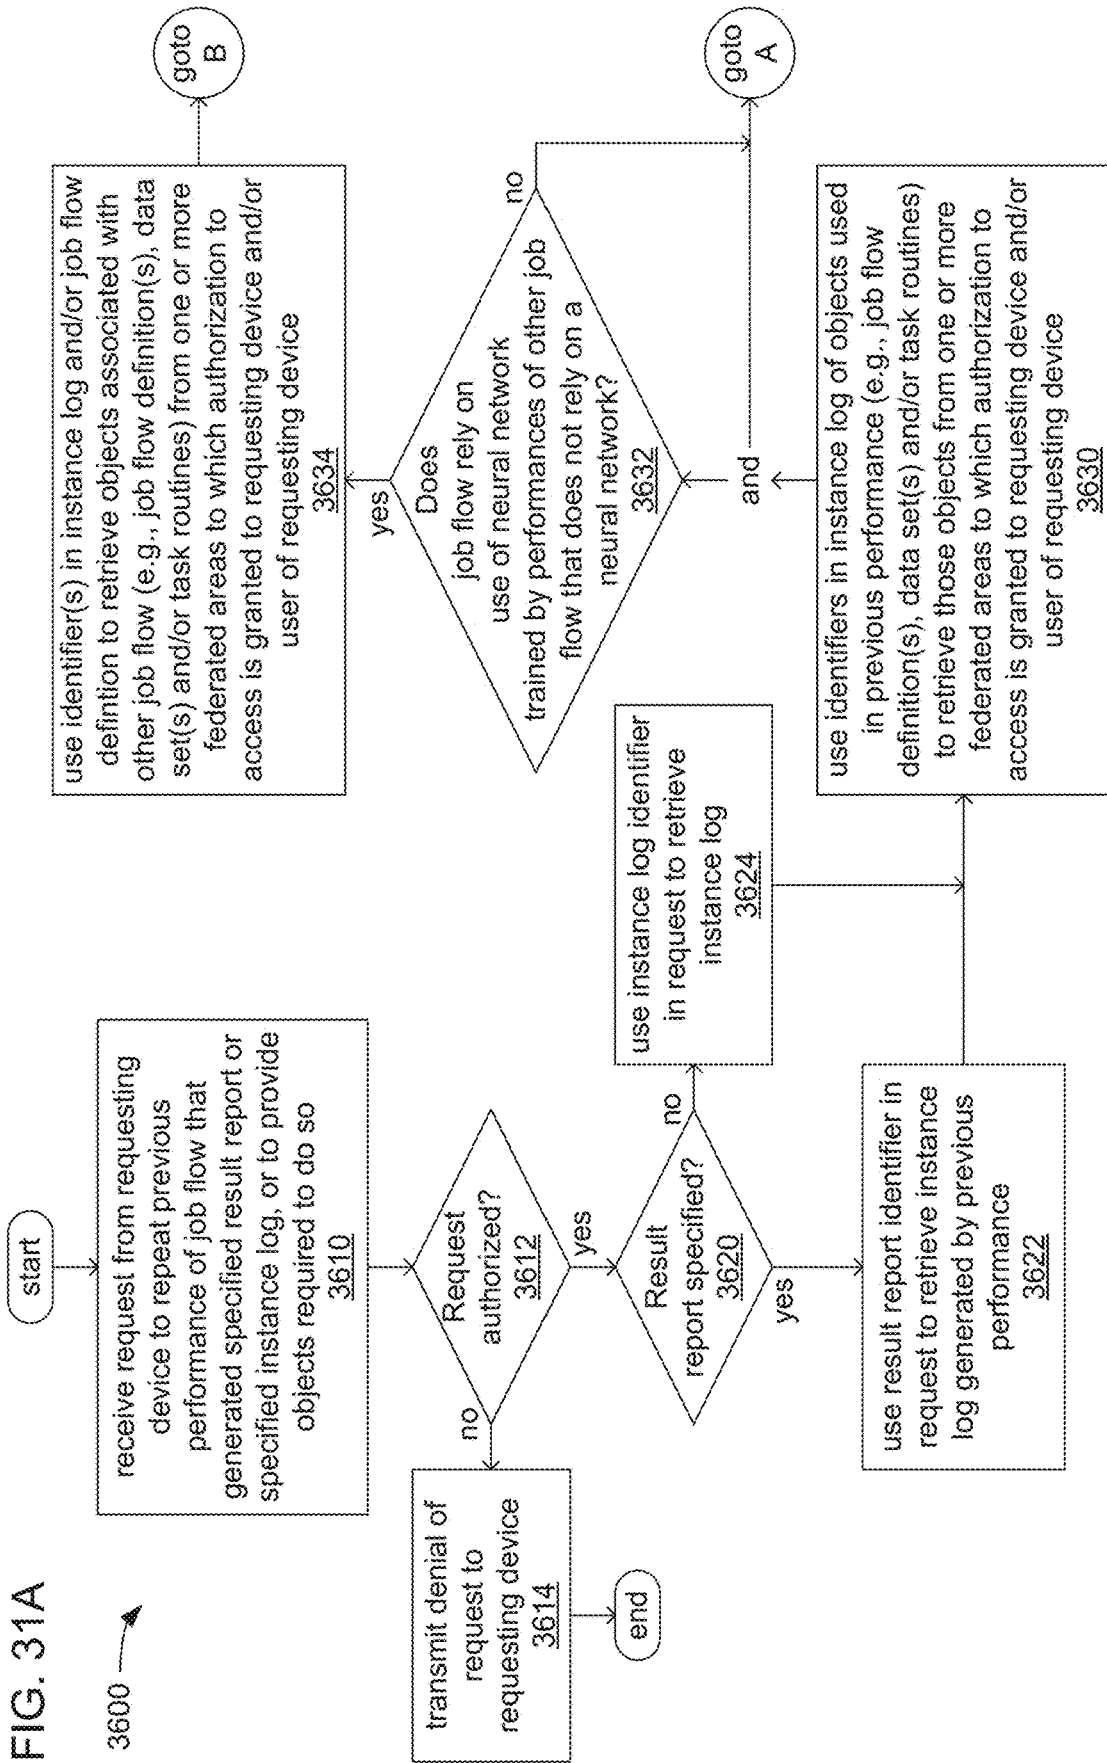 FIG. 31A
3600
start
receive request from requesting
device to repeat previous
performance of job flow that
generated specified result report or
specified instance log, or to provide
objects required to do so
3610
Request
authorized?
3612
no
yes
transmit denial of
request to
requesting device
3614
end
Result
report specified?
3620
no
yes
use result report identifier in
request to retrieve instance
log generated by previous
performance
3622
use instance log identifier
in request to retrieve
instance log
3624
use identifiers in instance log of objects used
in previous performance (e.g., job flow
definition(s), data set(s) and/or task routines)
to retrieve those objects from one or more
federated areas to which authorization to
access is granted to requesting device and/or
user of requesting device
3630
and
Does
job flow rely on
use of neural network
trained by performances of other job
flow that does not rely on a
neural network?
3632
yes
no
use identifier(s) in instance log and/or job flow
defintion to retrieve objects associated with
other job flow (e.g., job flow definition(s), data
set(s) and/or task routines) from one or more
federated areas to which authorization to
access is granted to requesting device and/or
user of requesting device
3634
goto
B
goto
A